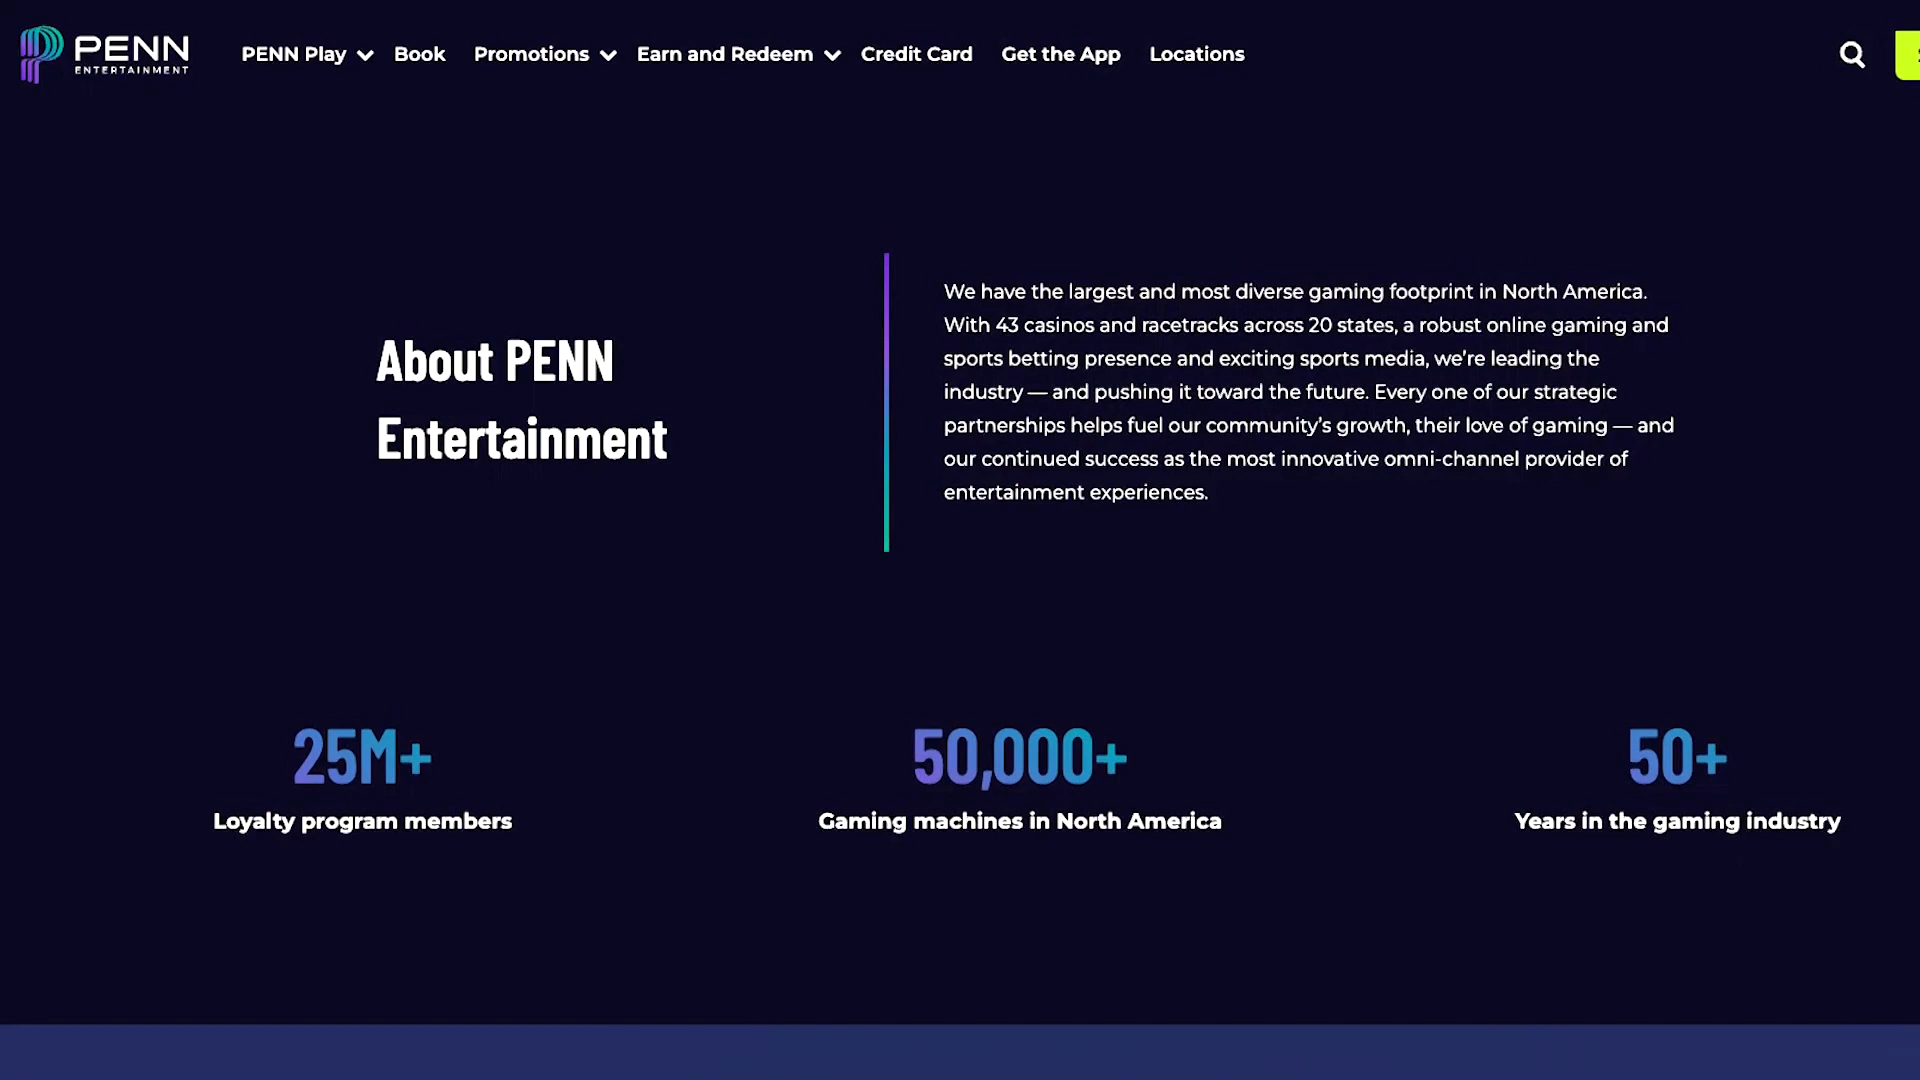 PENN
ENTERTAINMENT
PENN Play Book Promotions Earn and Redeem Credit Card Get the App Locations
About PENN
Entertainment
We have the largest and most diverse gaming footprint in North America.
With 43 casinos and racetracks across 20 states, a robust online gaming and
sports betting presence and exciting sports media, we’re leading the
industry — and pushing it toward the future. Every one of our strategic
partnerships helps fuel our community’s growth, their love of gaming — and
our continued success as the most innovative omni-channel provider of
entertainment experiences.
25M+
Loyalty program members
50,000+
Gaming machines in North America
50+
Years in the gaming industry